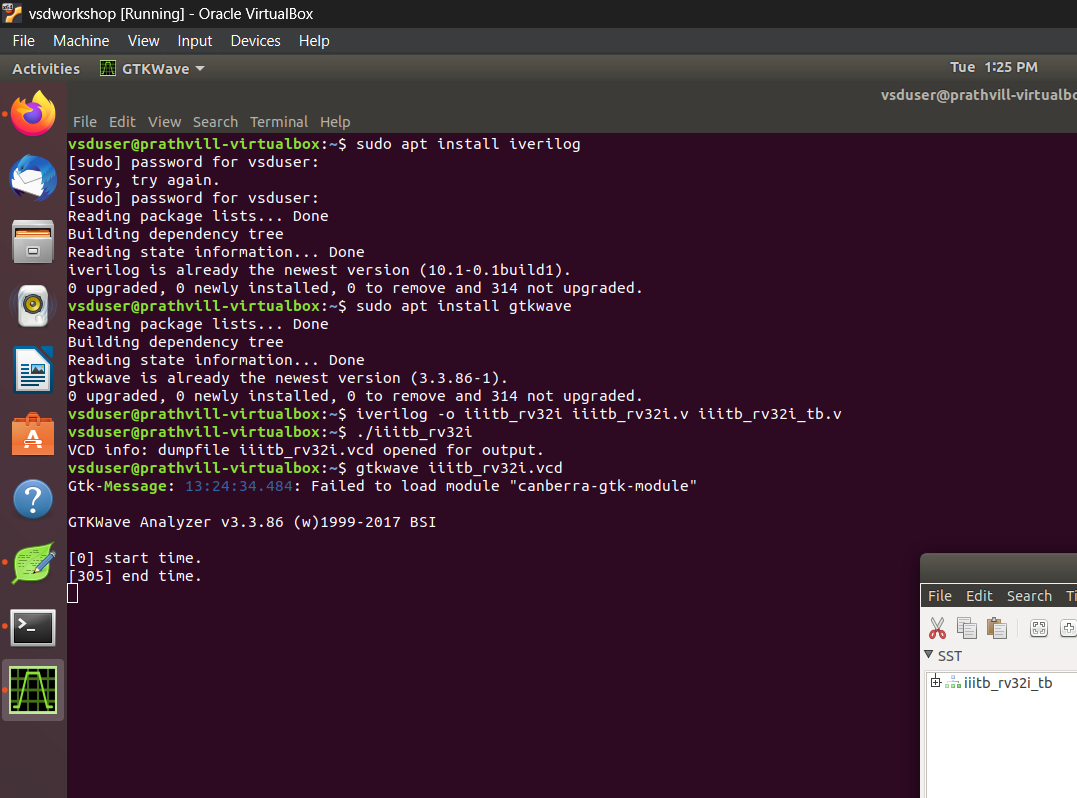 vsdworkshop [Running] - Oracle VirtualBox
File Machine View Input Devices Help
Activities GTKWave Tue 1:25 PM
vsduser@prathvill-virtualbo
File Edit View Search Terminal Help
vsduser@prathvill-virtualbox:~$ sudo apt install iverilog
[sudo] password for vsduser:
Sorry, try again.
[sudo] password for vsduser:
Reading package lists... Done
Building dependency tree
Reading state information... Done
iverilog is already the newest version (10.1-0.1build1).
0 upgraded, 0 newly installed, 0 to remove and 314 not upgraded.
vsduser@prathvill-virtualbox:~$ sudo apt install gtkwave
Reading package lists... Done
Building dependency tree
Reading state information... Done
gtkwave is already the newest version (3.3.86-1).
0 upgraded, 0 newly installed, 0 to remove and 314 not upgraded.
vsduser@prathvill-virtualbox:~$ iverilog -o iiitb_rv32i iiitb_rv32i.v iiitb_rv32i_tb.v
vsduser@prathvill-virtualbox:~$ ./iiitb_rv32i
VCD info: dumpfile iiitb_rv32i.vcd opened for output.
vsduser@prathvill-virtualbox:~$ gtkwave iiitb_rv32i.vcd
Gtk-Message: 13:24:34.484: Failed to load module "canberra-gtk-module"
GTKWave Analyzer v3.3.86 (w)1999-2017 BSI
[0] start time.
[305] end time.
File Edit Search Ti
SST
iiitb_rv32i_tb